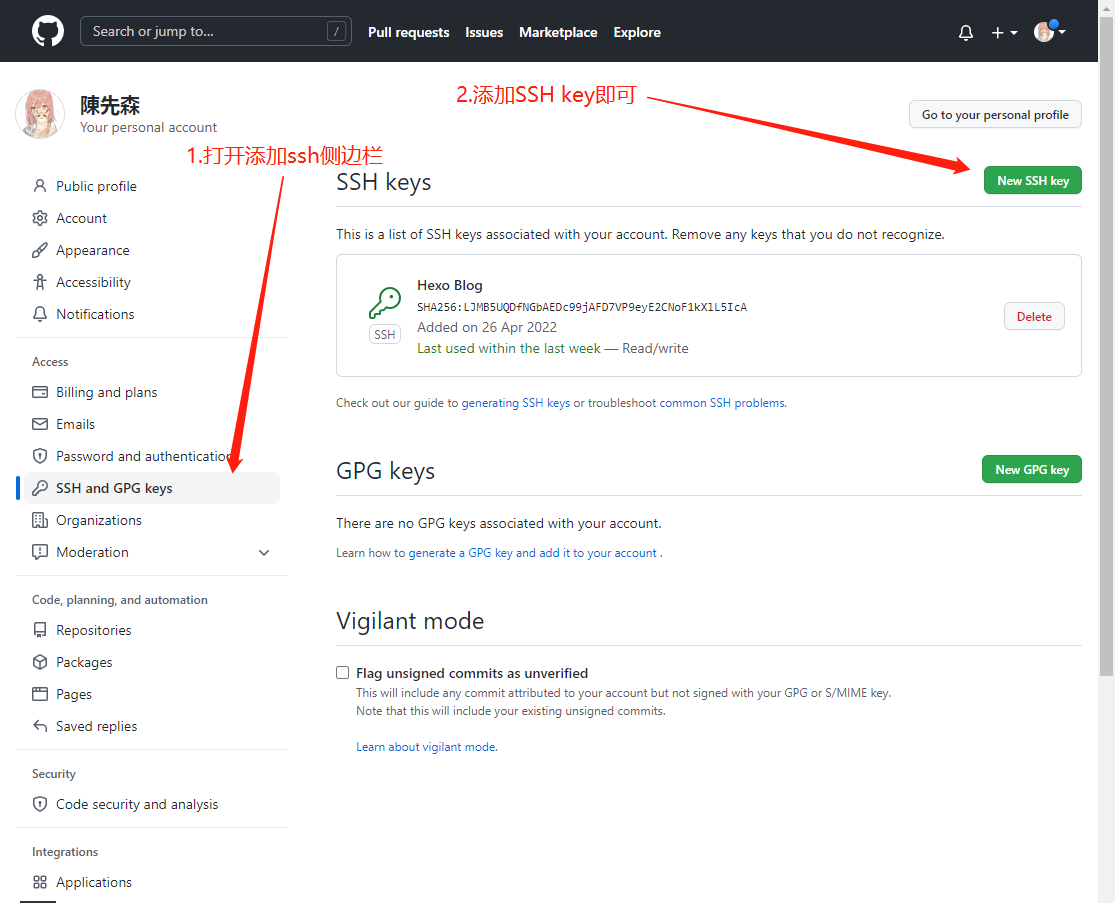 Search or jump to...
/
Pull requests
Issues
Marketplace
Explore
陳先森
Your personal account
2.添加SSH key即可
Go to your personal profile
1.打开添加ssh侧边栏
Public profile
Account
Appearance
Accessibility
Notifications
Access
Billing and plans
Emails
Password and authentication
SSH and GPG keys
Organizations
Moderation
Code, planning, and automation
Repositories
Packages
Pages
Saved replies
Security
Code security and analysis
Integrations
Applications
SSH keys
New SSH key
This is a list of SSH keys associated with your account. Remove any keys that you do not recognize.
Hexo Blog
SHA256:LJMB5UQDfNGbAEDc99jAFD7VP9eyE2CNoF1kXlL5IcA
SSH
Added on 26 Apr 2022
Last used within the last week — Read/write
Delete
Check out our guide to generating SSH keys or troubleshoot common SSH problems.
GPG keys
New GPG key
There are no GPG keys associated with your account.
Learn how to generate a GPG key and add it to your account .
Vigilant mode
Flag unsigned commits as unverified
This will include any commit attributed to your account but not signed with your GPG or S/MIME key.
Note that this will include your existing unsigned commits.
Learn about vigilant mode.